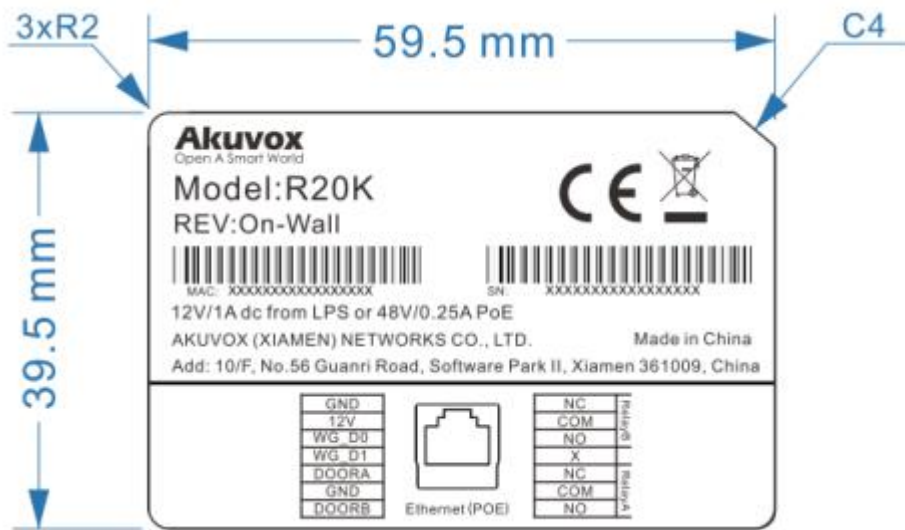 3xR2
59.5 mm
C4
39.5 mm
Akuvox
Open A Smart World
Model:R20K
REV:On-Wall
CE
MAC: XXXXXXXXXXXXXXXXX
SN: XXXXXXXXXXXXXXXXXX
12V/1A dc from LPS or 48V/0.25A PoE
AKUVOX (XIAMEN) NETWORKS CO., LTD. Made in China
Add: 10/F, No.56 Guanri Road, Software Park II, Xiamen 361009, China
GND
12V
WG_D0
WG_D1
DOORA
GND
DOORB
Ethernet(POE)
NC
COM
NO
X
NC
COM
NO
RelayB
RelayA